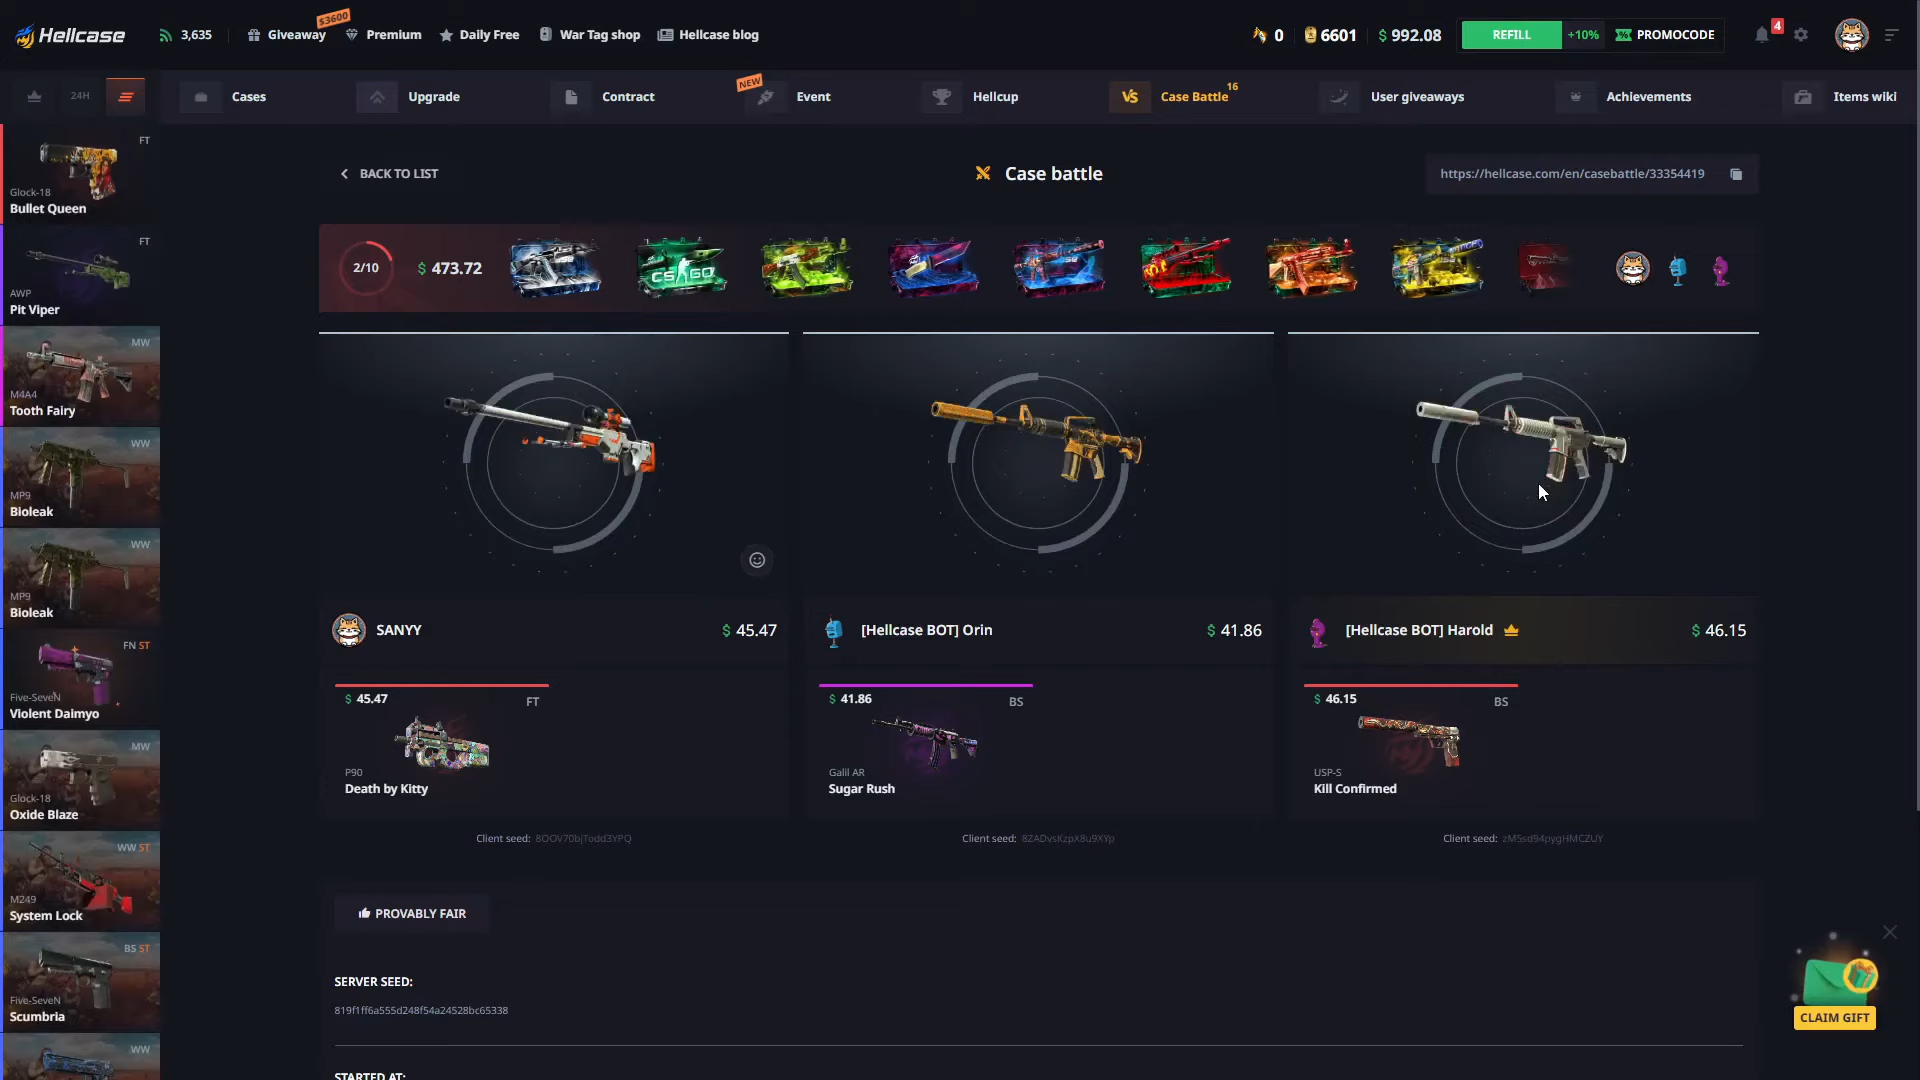 Hellcase
3,635
Giveaway
$3600
Premium
Daily Free
War Tag shop
Hellcase blog
0
6601
$ 992.08
REFILL
+10%
PROMOCODE
4
24H
Cases
Upgrade
Contract
NEW
Event
Hellcup
VS
Case Battle
16
User giveaways
Achievements
Items wiki
FT
Glock-18
Bullet Queen
FT
AWP
Pit Viper
MW
M4A4
Tooth Fairy
WW
MP9
Bioleak
WW
MP9
Bioleak
FN ST
Five-SeveN
Violent Daimyo
MW
Glock-18
Oxide Blaze
WW ST
M249
System Lock
BS ST
Five-SeveN
Scumbria
WW
BACK TO LIST
Case battle
https://hellcase.com/en/casebattle/33354419
2/10
$ 473.72
CS GO
SANYY
$ 45.47
[Hellcase BOT] Orin
$ 41.86
[Hellcase BOT] Harold
$ 46.15
$ 45.47
FT
P90
Death by Kitty
$ 41.86
BS
Galil AR
Sugar Rush
$ 46.15
BS
USP-S
Kill Confirmed
Client seed: 8OOV70bjTodd3YPQ
Client seed: 8ZADvsKzpX8u9XYp
Client seed: zM5sd94pygHMCZUY
PROVABLY FAIR
SERVER SEED:
819f1ff6a555d248f54a24528bc65338
STARTED AT:
CLAIM GIFT